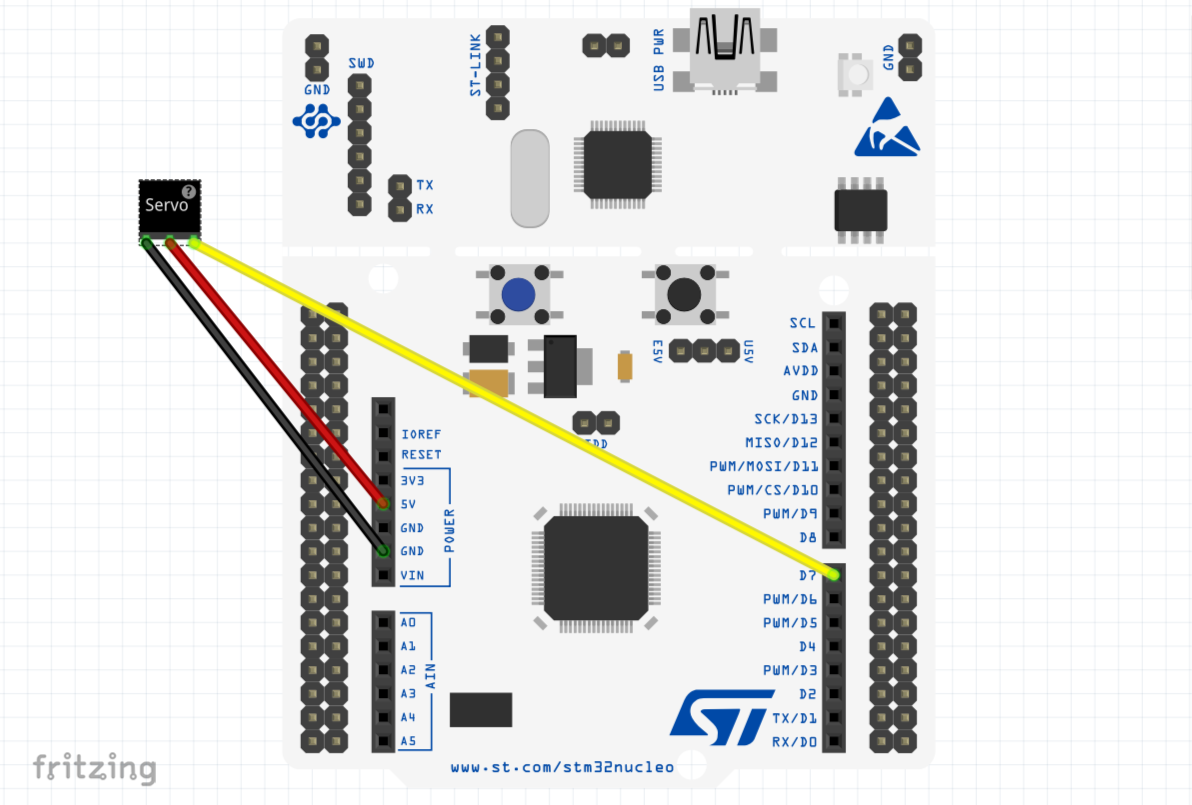 USB PWR
ST-LINK
GND
SWD
GND
TX
RX
Servo
?
E5V
U5V
SCL
SDA
AVDD
GND
SCK/D13
MISO/D12
PWM/MOSI/D11
PWM/CS/D10
PWM/D9
D8
IOREF
RESET
3V3
5V
GND
GND
VIN
POWER
D7
PWM/D6
PWM/D5
D4
PWM/D3
D2
TX/D1
RX/D0
A0
A1
A2
A3
A4
A5
AIN
ST
www.st.com/stm32nucleo
fritzing